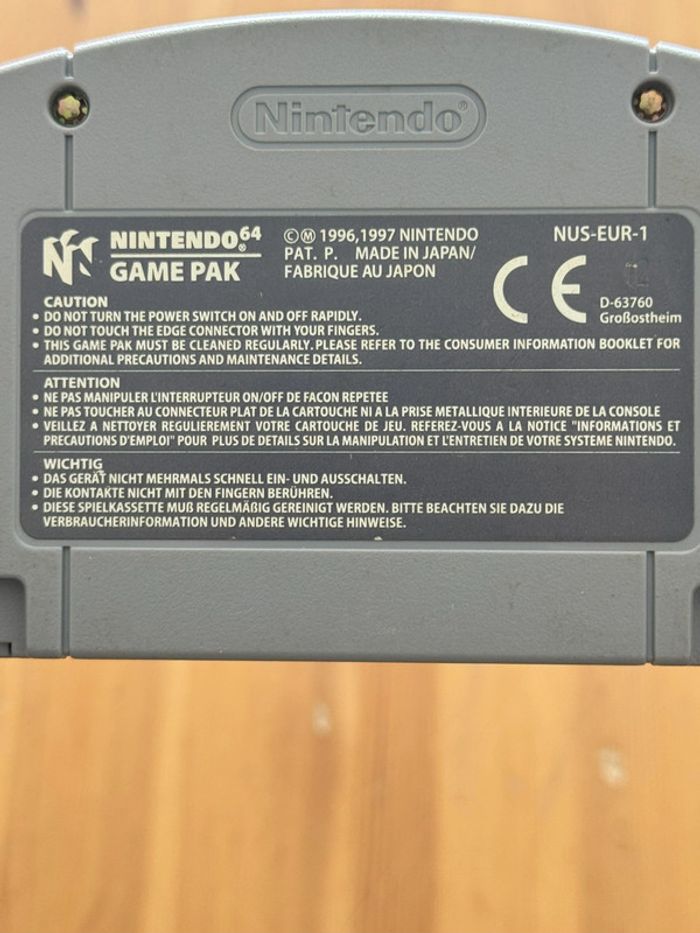 Nintendo®
NINTENDO®64
GAME PAK
©Ⓜ 1996,1997 NINTENDO
PAT. P. MADE IN JAPAN/
FABRIQUE AU JAPON
NUS-EUR-1
CE
D-63760
Großostheim
CAUTION
• DO NOT TURN THE POWER SWITCH ON AND OFF RAPIDLY.
• DO NOT TOUCH THE EDGE CONNECTOR WITH YOUR FINGERS.
• THIS GAME PAK MUST BE CLEANED REGULARLY. PLEASE REFER TO THE CONSUMER INFORMATION BOOKLET FOR
ADDITIONAL PRECAUTIONS AND MAINTENANCE DETAILS.
ATTENTION
• NE PAS MANIPULER L'INTERRUPTEUR ON/OFF DE FACON REPETEE
• NE PAS TOUCHER AU CONNECTEUR PLAT DE LA CARTOUCHE NI A LA PRISE METALLIQUE INTERIEURE DE LA CONSOLE
• VEILLEZ A NETTOYER REGULIEREMENT VOTRE CARTOUCHE DE JEU. REFEREZ-VOUS A LA NOTICE "INFORMATIONS ET
PRECAUTIONS D'EMPLOI" POUR PLUS DE DETAILS SUR LA MANIPULATION ET L'ENTRETIEN DE VOTRE SYSTEME NINTENDO.
WICHTIG
• DAS GERÄT NICHT MEHRMALS SCHNELL EIN- UND AUSSCHALTEN.
• DIE KONTAKTE NICHT MIT DEN FINGERN BERÜHREN.
• DIESE SPIELKASSETTE MUß REGELMÄßIG GEREINIGT WERDEN. BITTE BEACHTEN SIE DAZU DIE
VERBRAUCHERINFORMATION UND ANDERE WICHTIGE HINWEISE.